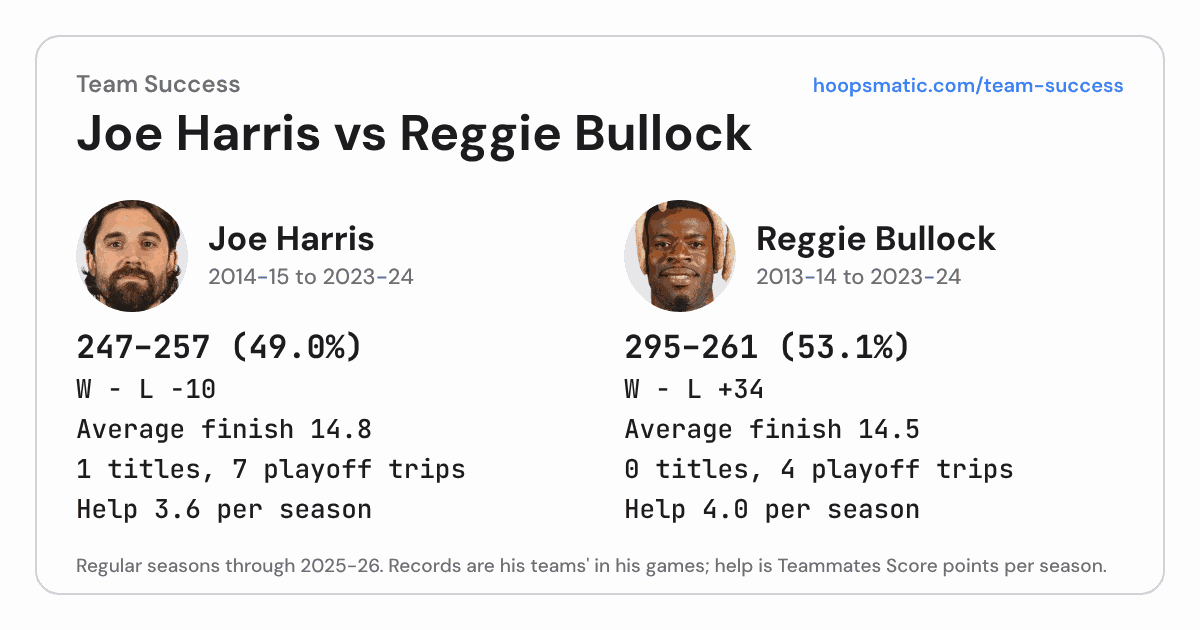 Team Success
hoopsmatic.com/team-success
Joe Harris vs Reggie Bullock
Joe Harris
2014-15 to 2023-24
247-257 (49.0%)
W - L -10
Average finish 14.8
1 titles, 7 playoff trips
Help 3.6 per season
Reggie Bullock
2013-14 to 2023-24
295-261 (53.1%)
W - L +34
Average finish 14.5
0 titles, 4 playoff trips
Help 4.0 per season
Regular seasons through 2025-26. Records are his teams' in his games; help is Teammates Score points per season.